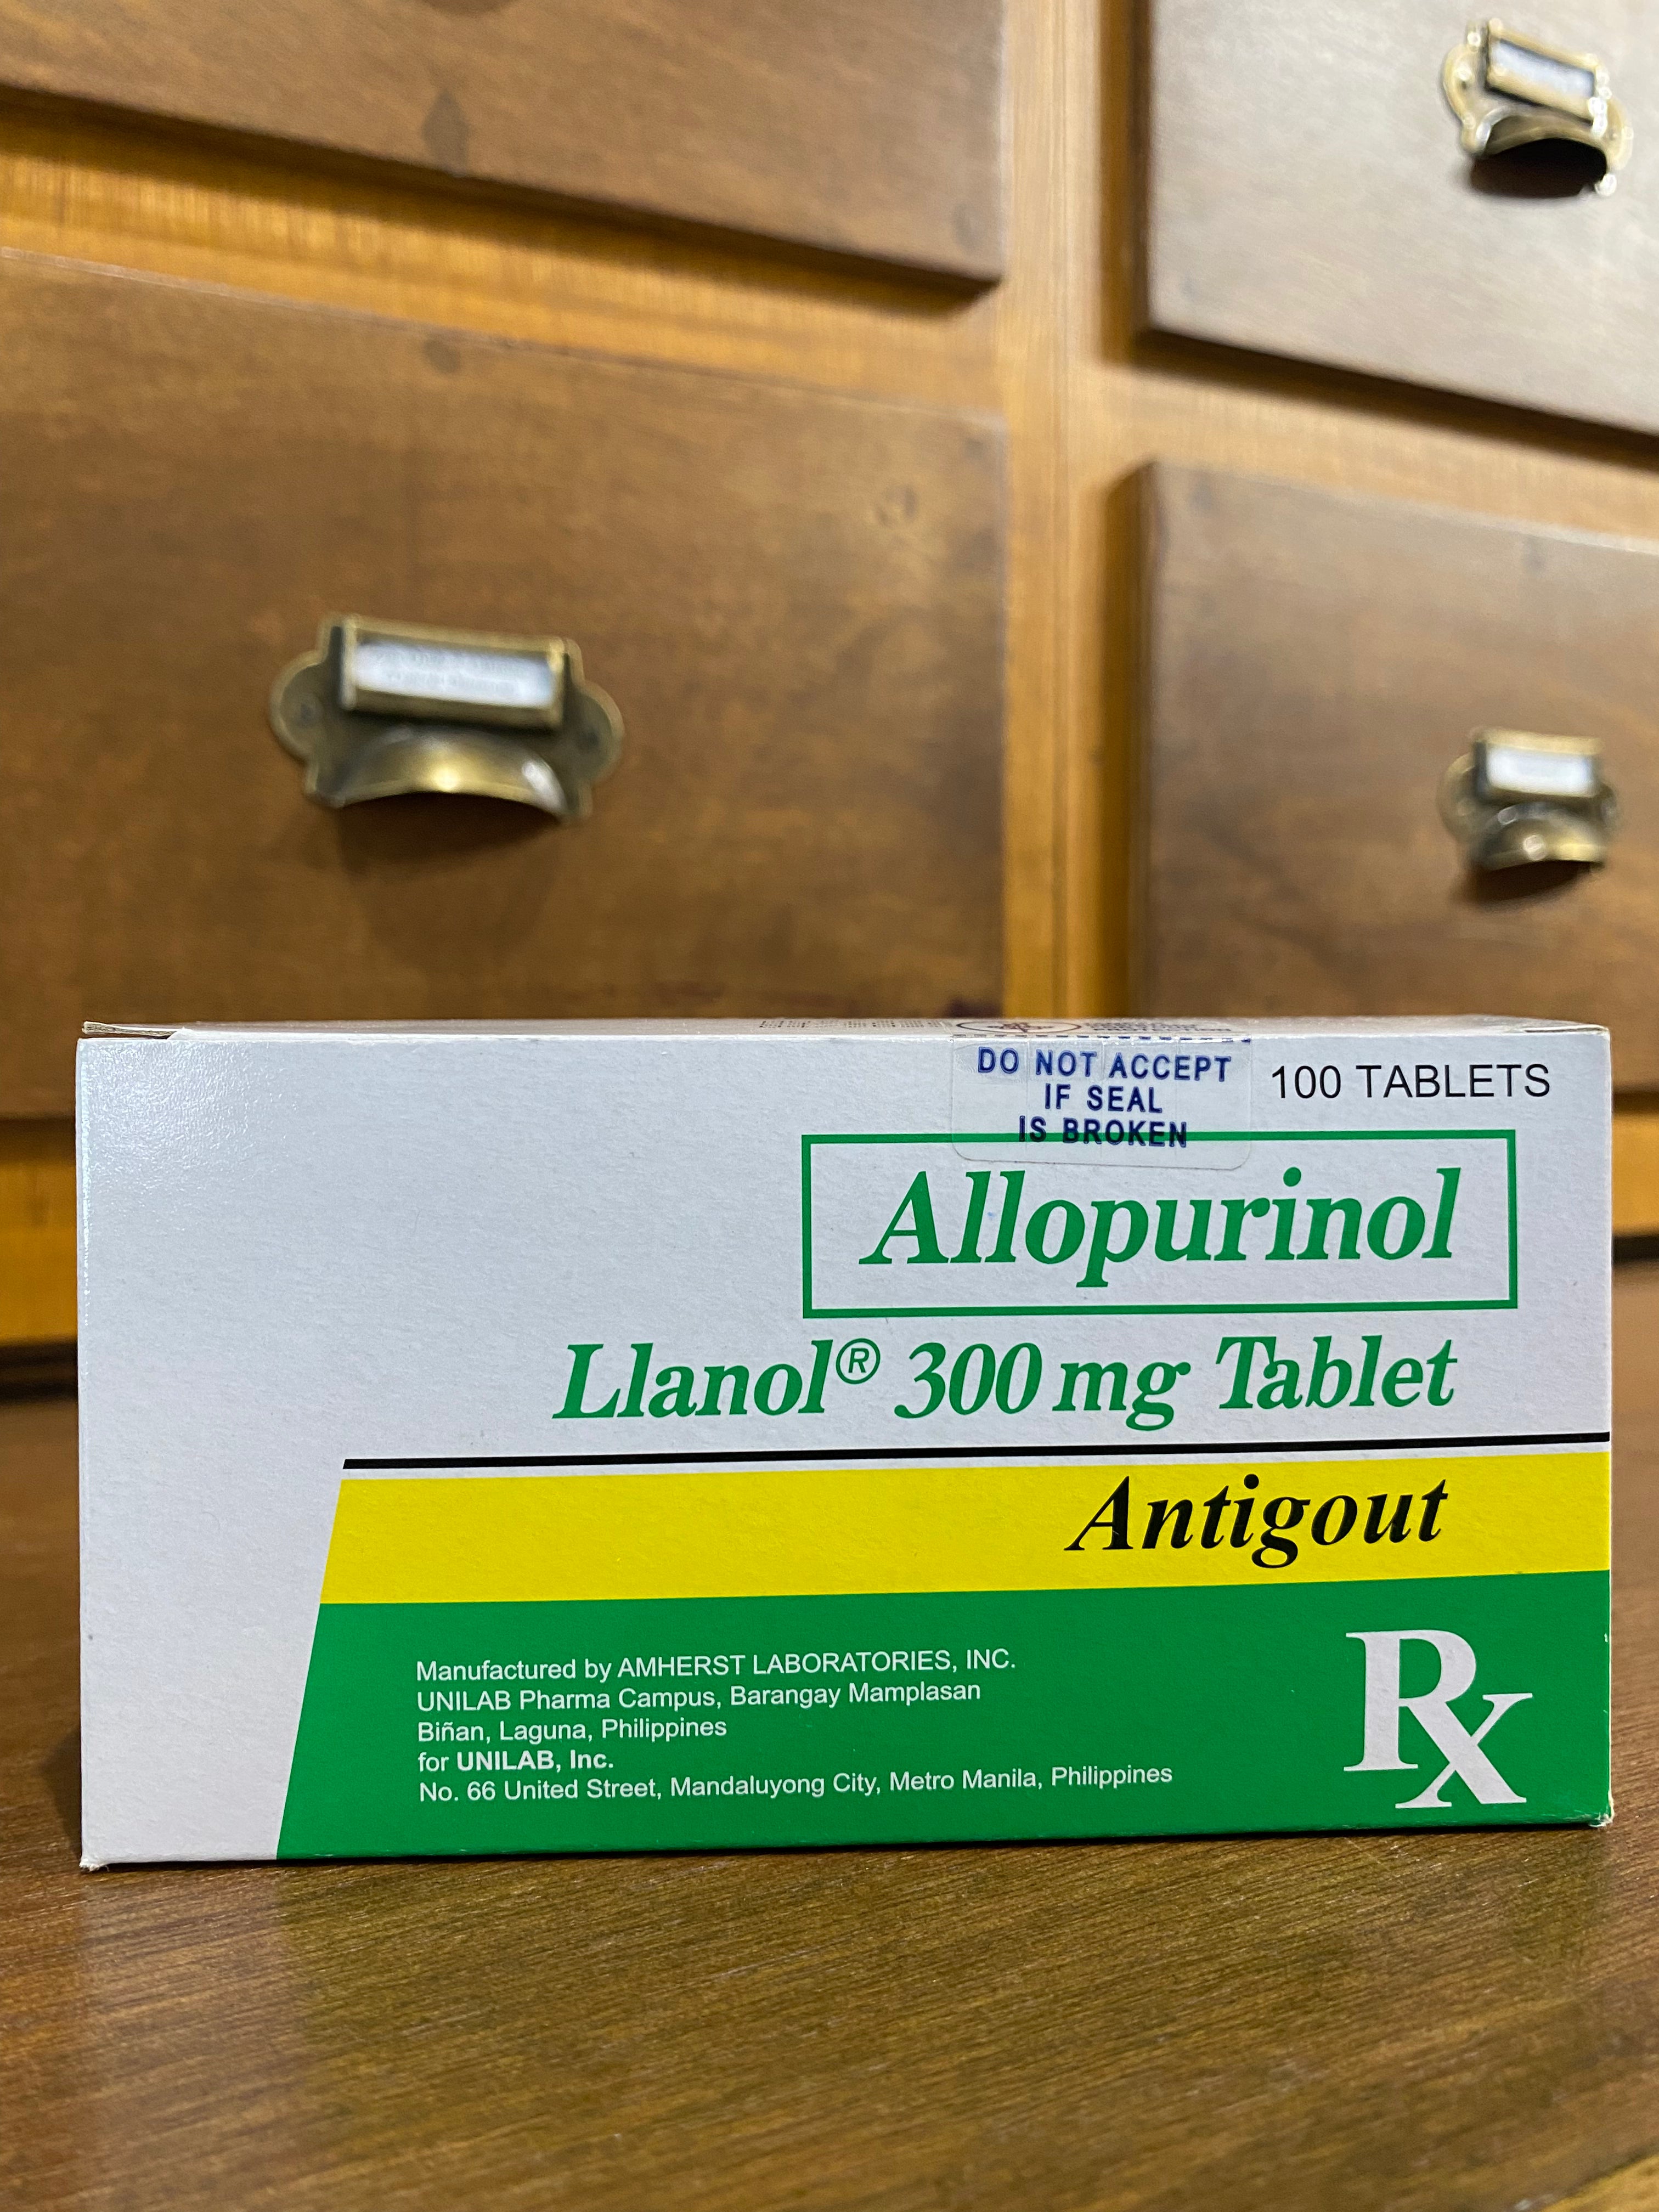 DO NOT ACCEPT
IF SEAL
IS BROKEN
100 TABLETS
Allopurinol
Llanol® 300 mg Tablet
Antigout
Manufactured by AMHERST LABORATORIES, INC.
UNILAB Pharma Campus, Barangay Mamplasan
Biñan, Laguna, Philippines
for UNILAB, Inc.
No. 66 United Street, Mandaluyong City, Metro Manila, Philippines
Rx